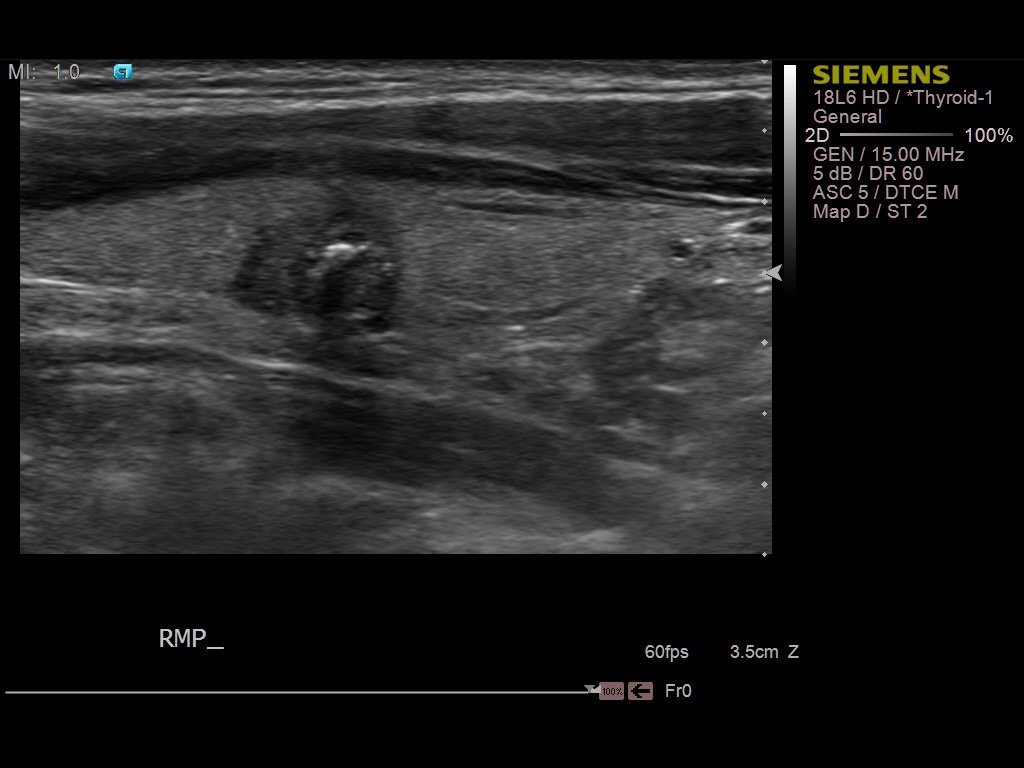 MI: 1.0
SIEMENS
18L6 HD / *Thyroid-1
General
2D 100%
GEN / 15.00 MHz
5 dB / DR 60
ASC 5 / DTCE M
Map D / ST 2
RMP_
60fps 3.5cm Z
100% Fr0